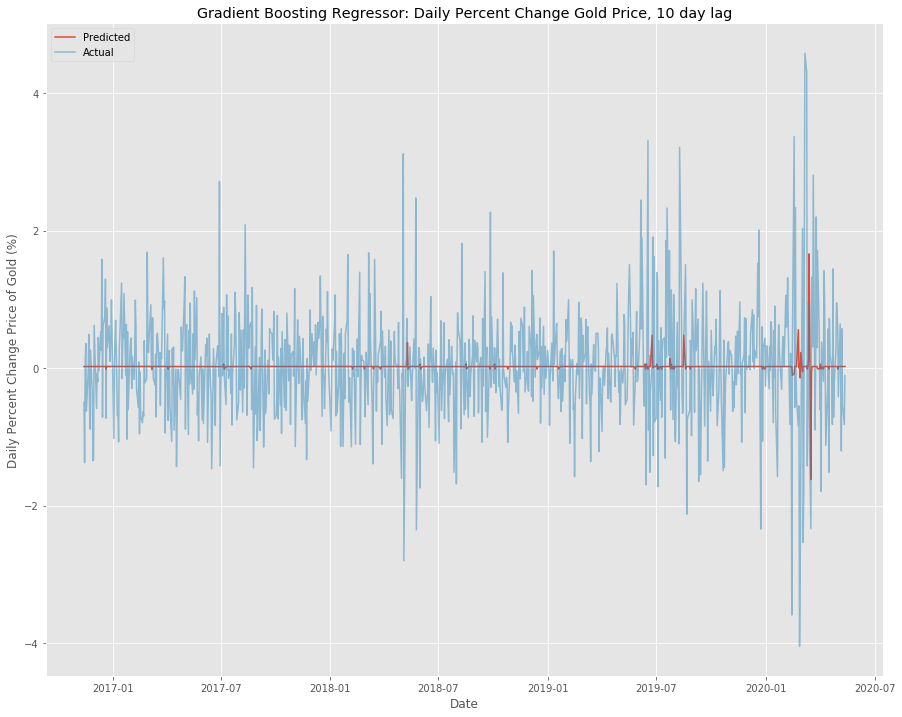 Gradient Boosting Regressor: Daily Percent Change Gold Price, 10 day lag
Predicted
Actual
Daily Percent Change Price of Gold (%)
4
2
0
−2
−4
2017-01
2017-07
2018-01
2018-07
2019-01
2019-07
2020-01
2020-07
Date